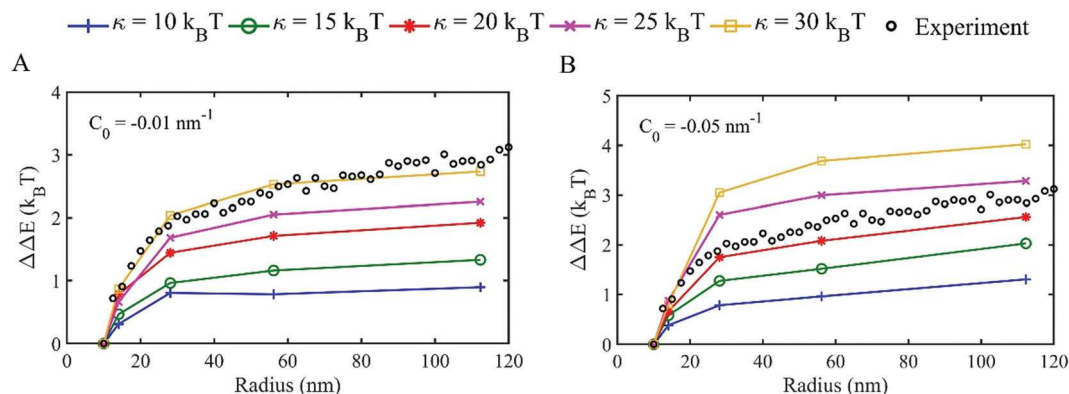 κ = 10 k_BT κ = 15 k_BT κ = 20 k_BT κ = 25 k_BT κ = 30 k_BT Experiment
A
C₀ = -0.01 nm⁻¹
ΔΔE (k_BT)
4
3
2
1
0
0 20 40 60 80 100 120
Radius (nm)
B
C₀ = -0.05 nm⁻¹
ΔΔE (k_BT)
5
4
3
2
1
0
0 20 40 60 80 100 120
Radius (nm)